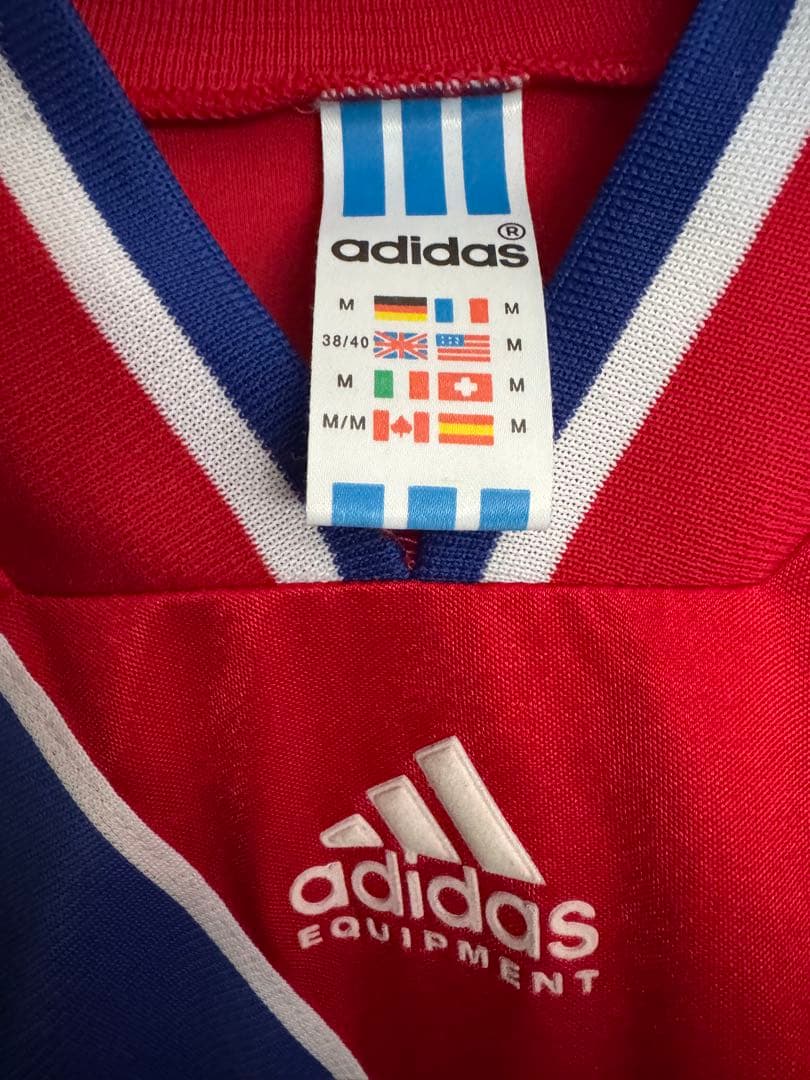 ®
adidas
M M
38/40 M
M M
M/M M
adidas
EQUIPMENT